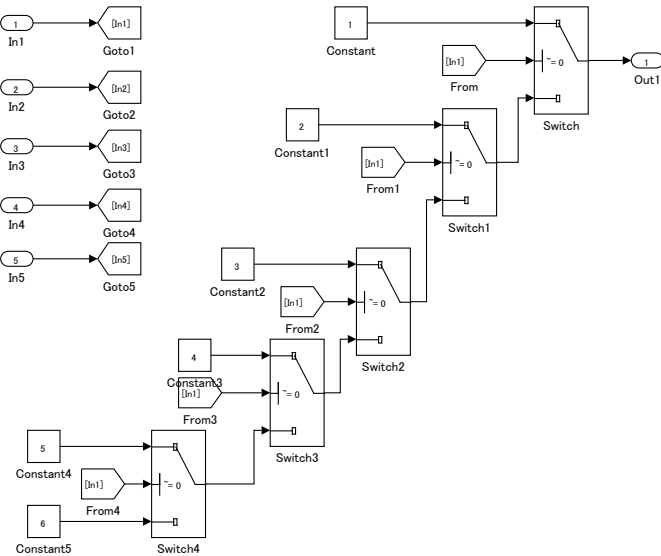 1
In1
[In1]
Goto1
2
In2
[In2]
Goto2
3
In3
[In3]
Goto3
4
In4
[In4]
Goto4
5
In5
[In5]
Goto5
1
Constant
[In1]
From
~= 0
Switch
1
Out1
2
Constant1
[In1]
From1
~= 0
Switch1
3
Constant2
[In1]
From2
~= 0
Switch2
4
Constant3
[In1]
From3
~= 0
Switch3
5
Constant4
[In1]
From4
~= 0
6
Constant5
Switch4